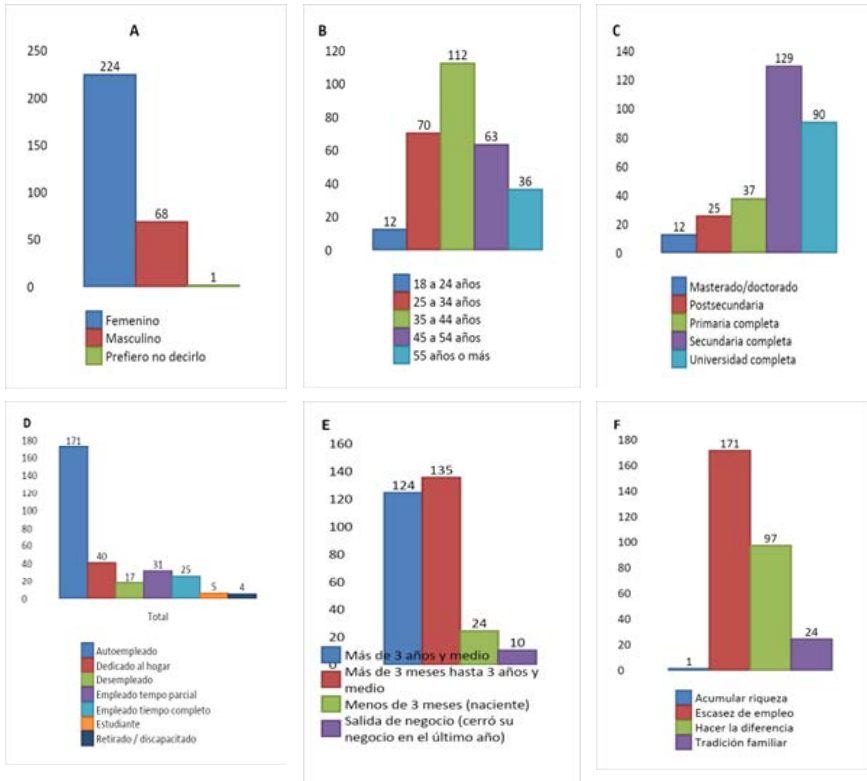 A
250
200
150
100
50
0
224
68
1
Femenino
Masculino
Prefiero no decirlo
B
120
100
80
60
40
20
0
12
70
112
63
36
18 a 24 años
25 a 34 años
35 a 44 años
45 a 54 años
55 años o más
C
140
120
100
80
60
40
20
0
12
25
37
129
90
Masterado/doctorado
Postsecundaria
Primaria completa
Secundaria completa
Universidad completa
D
180
160
140
120
100
80
60
40
20
0
171
40
17
31
25
5
4
Total
Autoempleado
Dedicado al hogar
Desempleado
Empleado tempo parcial
Empleado tiempo completo
Estudiante
Retirado / discapacitado
E
160
140
120
100
80
60
40
20
0
124
135
24
10
Más de 3 años y medio
Más de 3 meses hasta 3 años y
medio
Menos de 3 meses (naciente)
Salida de negocio (cerró su
negocio en el último año)
F
180
160
140
120
100
80
60
40
20
0
1
171
97
24
Acumular riqueza
Escasez de empleo
Hacer la diferencia
Tradición familiar